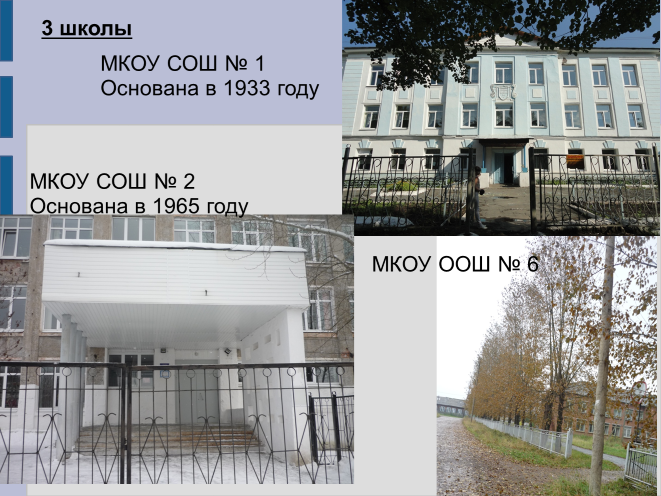 3 школы
МКОУ СОШ № 1
Основана в 1933 году
МКОУ СОШ № 2
Основана в 1965 году
МКОУ ООШ № 6